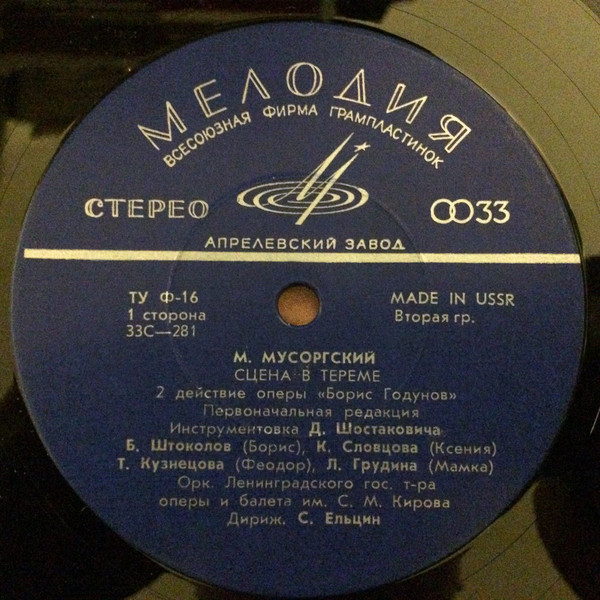 МЕЛОДИЯ
ВСЕСОЮЗНАЯ ФИРМА ГРАМПЛАСТИНОК
СТЕРЕО
33
АПРЕЛЕВСКИЙ ЗАВОД
ТУ Ф-16
MADE IN USSR
1 сторона
Вторая гр.
33С—281
М. МУСОРГСКИЙ
СЦЕНА В ТЕРЕМЕ
2 действие оперы «Борис Годунов»
Первоначальная редакция
Инструментовка Д. Шостаковича
Б. Штоколов (Борис), К. Словцова (Ксения)
Т. Кузнецова (Феодор), Л. Грудина (Мамка)
Орк. Ленинградского гос. т-ра
оперы и балета им. С. М. Кирова
Дириж. С. Ельцин